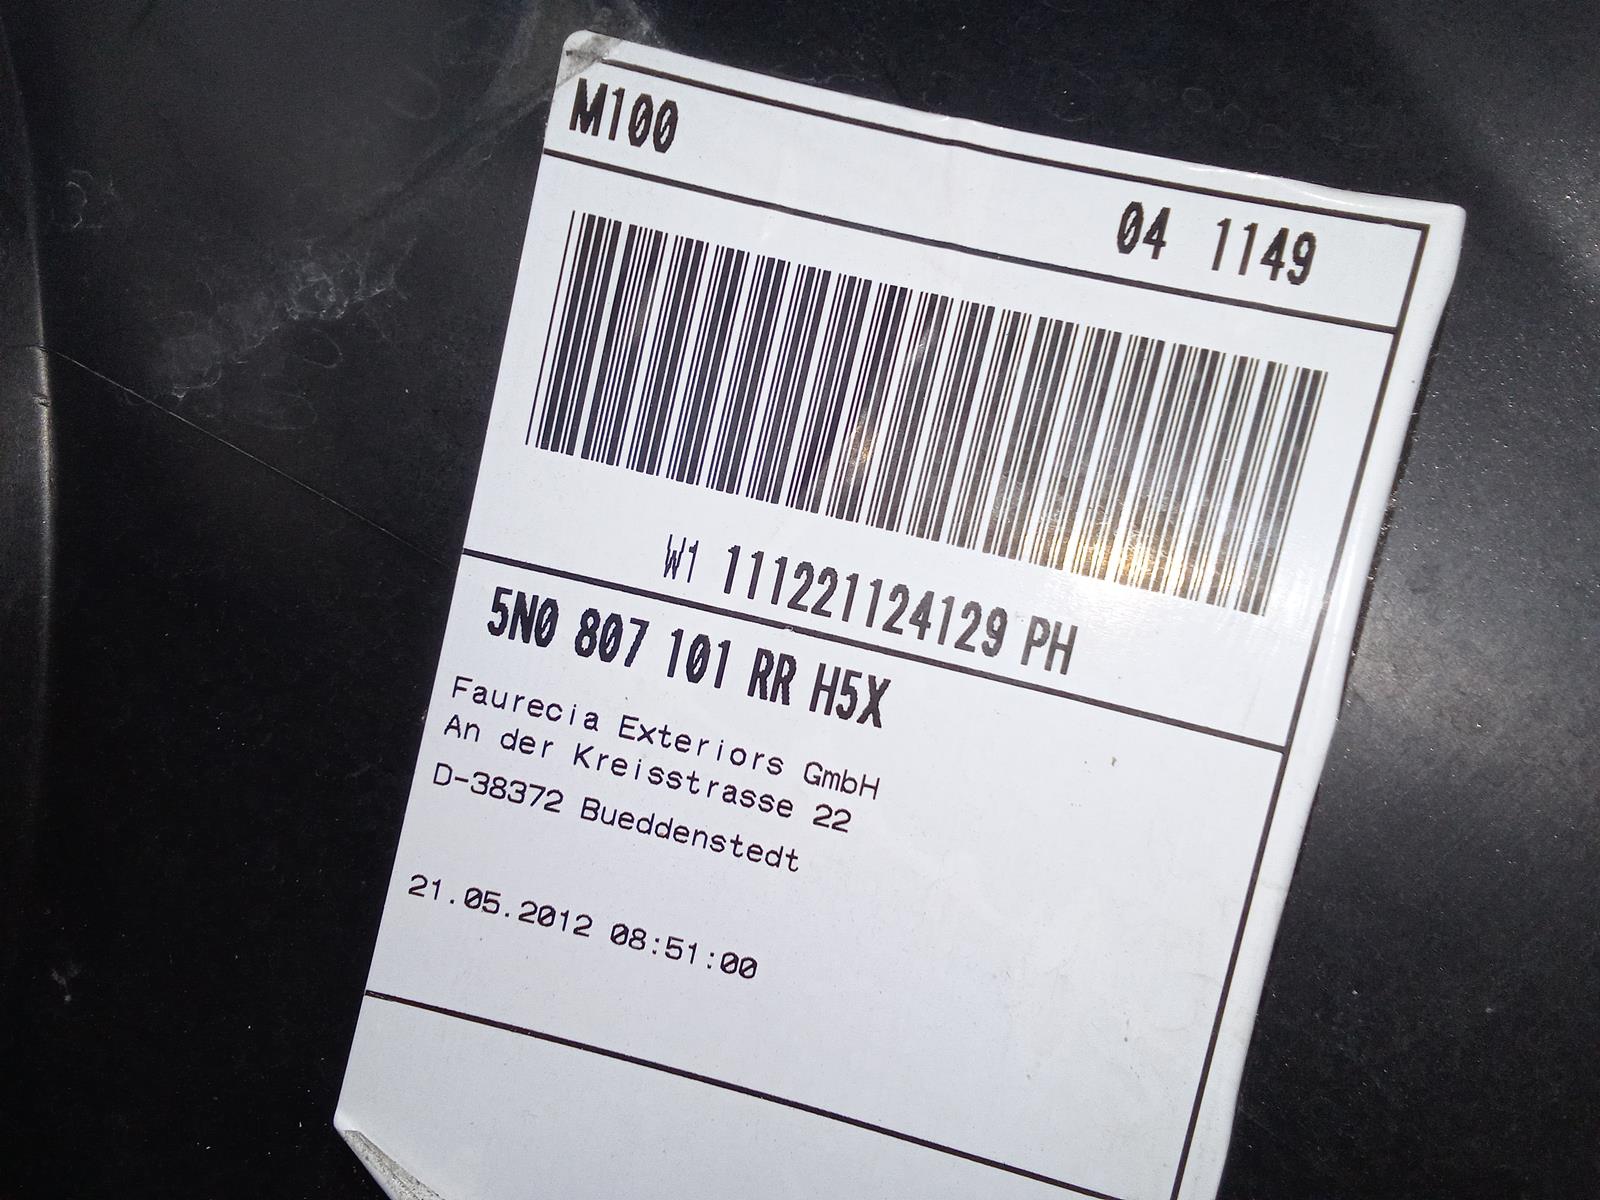 M100
04 1149
W1 111221124129 PH
5N0 807 101 RR H5X
Faurecia Exteriors GmbH
An der Kreisstrasse 22
D-38372 Bueddenstedt
21.05.2012 08:51:00